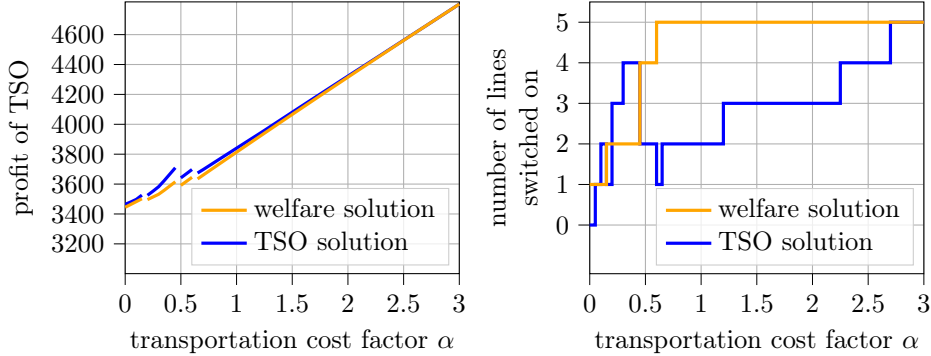 profit of TSO
4600
4400
4200
4000
3800
3600
3400
3200
welfare solution
TSO solution
0 0.5 1 1.5 2 2.5 3
transportation cost factor α
number of lines
switched on
5
4
3
2
1
0
welfare solution
TSO solution
0 0.5 1 1.5 2 2.5 3
transportation cost factor α